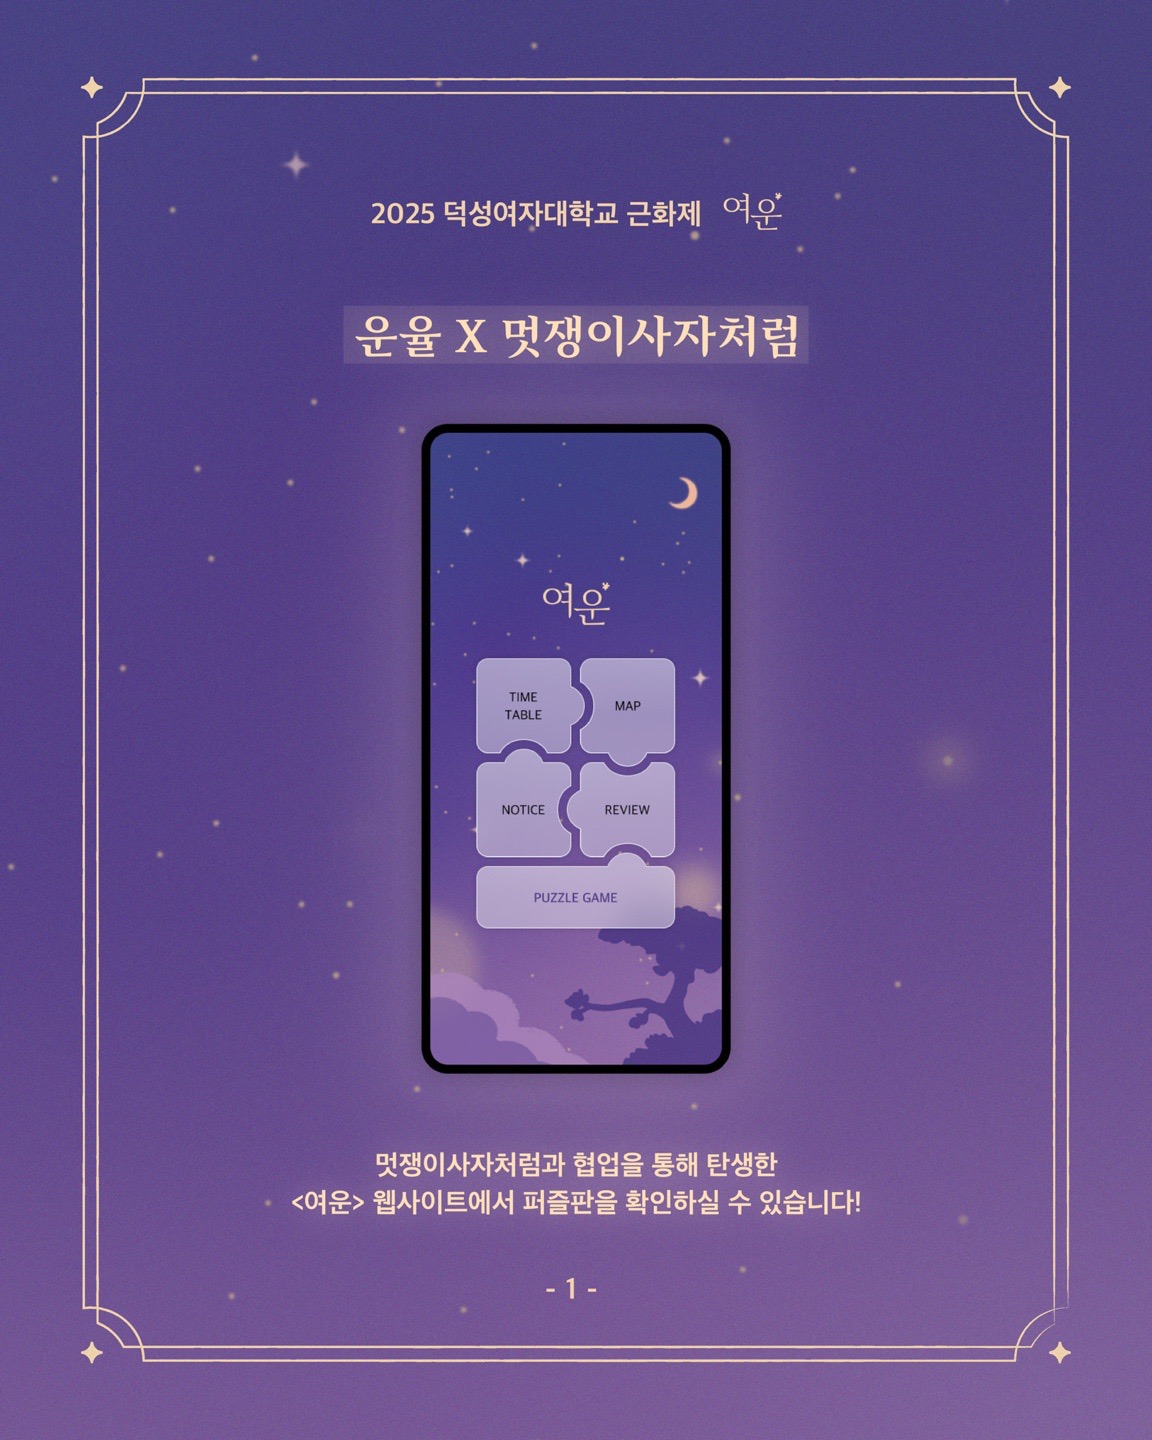 2025 덕성여자대학교 근화제 여운
운율 X 멋쟁이사자처럼
여운
TIME
TABLE
MAP
NOTICE
REVIEW
PUZZLE GAME
멋쟁이사자처럼과 협업을 통해 탄생한
<여운> 웹사이트에서 퍼즐판을 확인하실 수 있습니다!
- 1 -